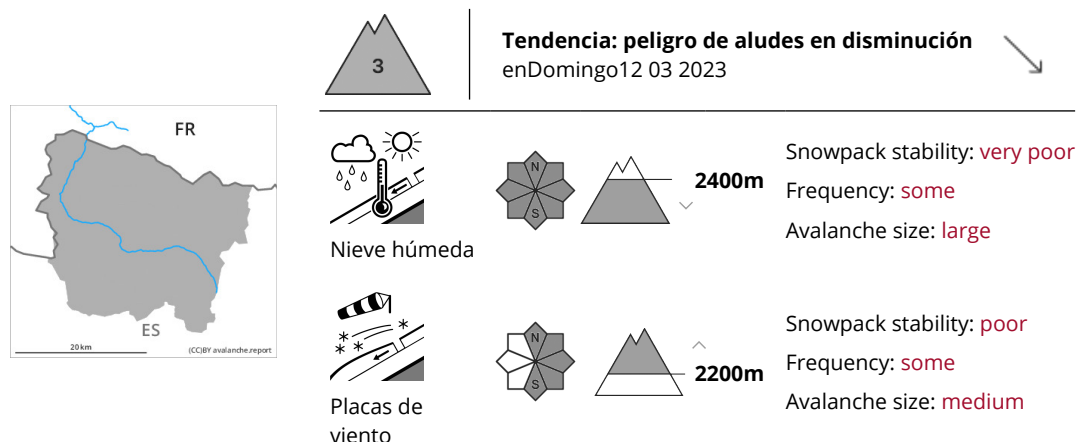 3
Tendencia: peligro de aludes en disminución
enDomingo12 03 2023
FR
ES
20 km
(CC)BY avalanche.report
N
S
2400m
Snowpack stability: very poor
Frequency: some
Avalanche size: large
Nieve húmeda
N
S
2200m
Snowpack stability: poor
Frequency: some
Avalanche size: medium
Placas de
viento